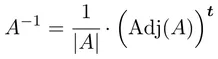 $A^{-1} = \frac{1}{|A|} \cdot \left( \mathrm{Adj}(A) \right)^{t}$